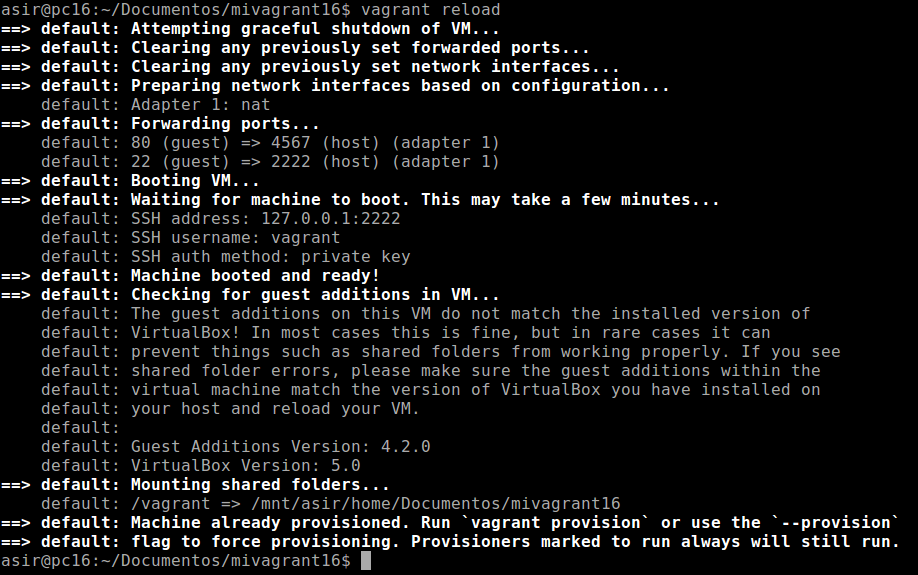 asir@pc16:~/Documentos/mivagrant16$ vagrant reload
==> default: Attempting graceful shutdown of VM...
==> default: Clearing any previously set forwarded ports...
==> default: Clearing any previously set network interfaces...
==> default: Preparing network interfaces based on configuration...
    default: Adapter 1: nat
==> default: Forwarding ports...
    default: 80 (guest) => 4567 (host) (adapter 1)
    default: 22 (guest) => 2222 (host) (adapter 1)
==> default: Booting VM...
==> default: Waiting for machine to boot. This may take a few minutes...
    default: SSH address: 127.0.0.1:2222
    default: SSH username: vagrant
    default: SSH auth method: private key
==> default: Machine booted and ready!
==> default: Checking for guest additions in VM...
    default: The guest additions on this VM do not match the installed version of
    default: VirtualBox! In most cases this is fine, but in rare cases it can
    default: prevent things such as shared folders from working properly. If you see
    default: shared folder errors, please make sure the guest additions within the
    default: virtual machine match the version of VirtualBox you have installed on
    default: your host and reload your VM.
    default:
    default: Guest Additions Version: 4.2.0
    default: VirtualBox Version: 5.0
==> default: Mounting shared folders...
    default: /vagrant => /mnt/asir/home/Documentos/mivagrant16
==> default: Machine already provisioned. Run `vagrant provision` or use the `--provision`
==> default: flag to force provisioning. Provisioners marked to run always will still run.
asir@pc16:~/Documentos/mivagrant16$